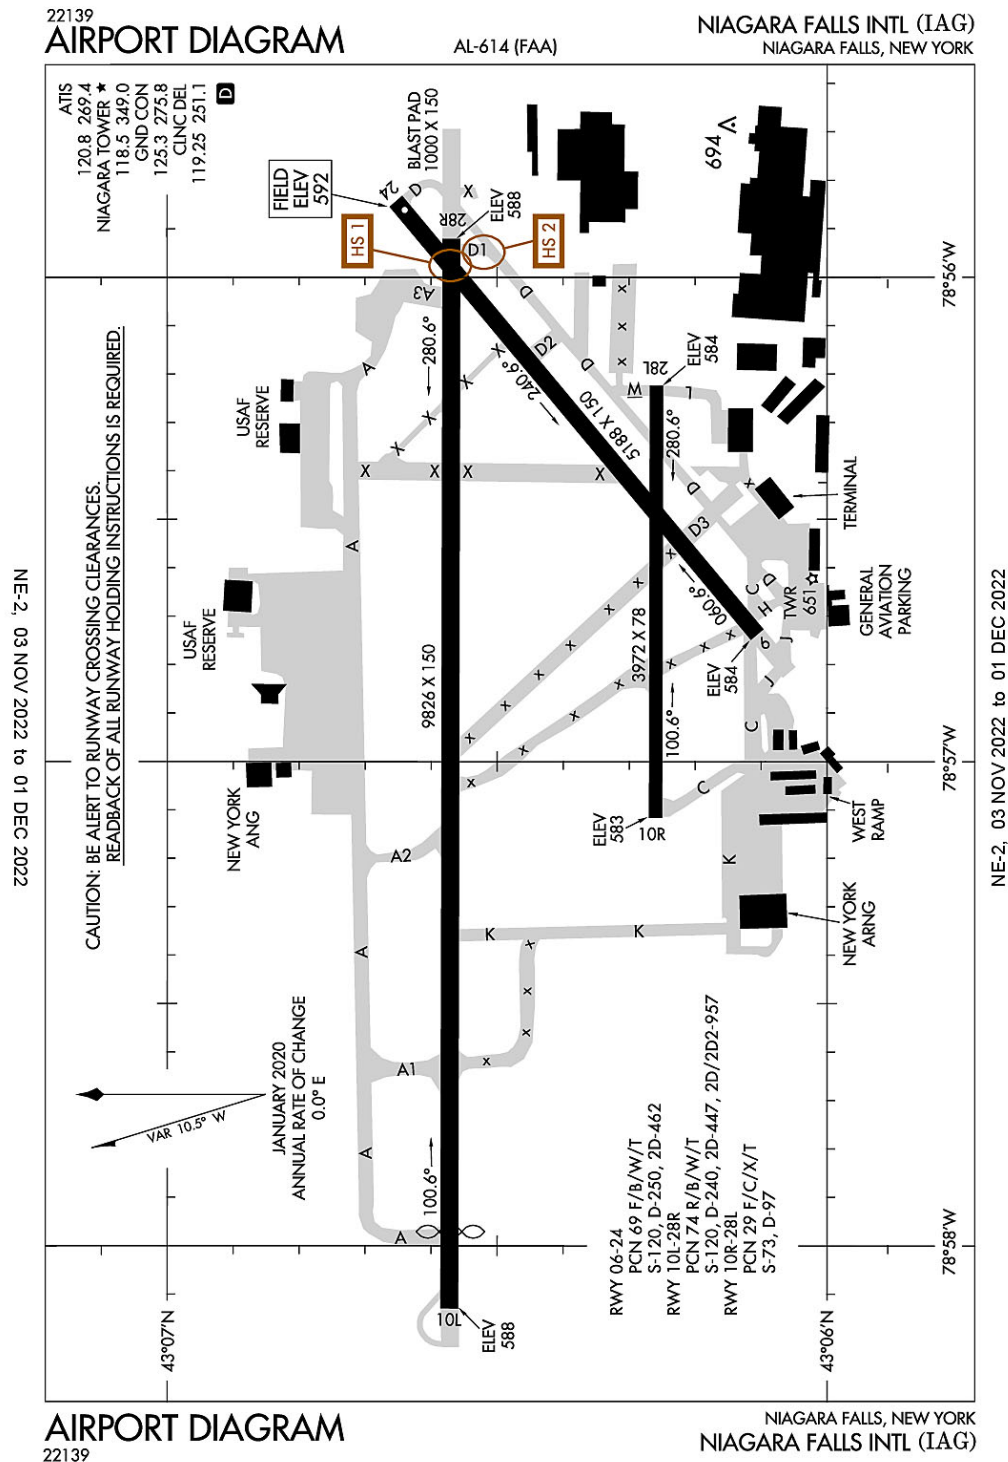 22139
AIRPORT DIAGRAM
AL-614 (FAA)
NIAGARA FALLS INTL (IAG)
NIAGARA FALLS, NEW YORK
ATIS
120.8 269.4
NIAGARA TOWER ★
118.5 349.0
GND CON
125.3 275.8
CLNC DEL
119.25 251.1
D
CAUTION: BE ALERT TO RUNWAY CROSSING CLEARANCES.
READBACK OF ALL RUNWAY HOLDING INSTRUCTIONS IS REQUIRED.
FIELD
ELEV
592
HS 1
HS 2
BLAST PAD
1000 X 150
24
D
X
28R
ELEV
588
D1
694
78°56'W
A3
D
280.6°
A
X
X
X
X
D2
D
240.6°
5188 X 150
x
x
x
28L
ELEV
584
W
L
280.6°
USAF
RESERVE
X
X
X
x
D
x
TERMINAL
A
D3
x
x
x
x
x
x
x
060.6°
3972 X 78
C
D
H
TWR
651
GENERAL
AVIATION
PARKING
USAF
RESERVE
9826 X 150
x
x
x
x
x
x
x
6
ELEV
584
J
J
C
100.6°
78°57'W
NEW YORK
ANG
C
ELEV
583
10R
WEST
RAMP
A2
K
NEW YORK
ARNG
K
K
A
x
x
x
x
A1
JANUARY 2020
ANNUAL RATE OF CHANGE
0.0° E
VAR 10.5° W
A
100.6°
A
RWY 06-24
PCN 69 F/B/W/T
S-120, D-250, 2D-462
RWY 10L-28R
PCN 74 R/B/W/T
S-120, D-240, 2D-447, 2D/2D2-957
RWY 10R-28L
PCN 29 F/C/X/T
S-73, D-97
78°58'W
10L
ELEV
588
43°07'N
43°06'N
NE-2, 03 NOV 2022 to 01 DEC 2022
NE-2, 03 NOV 2022 to 01 DEC 2022
AIRPORT DIAGRAM
22139
NIAGARA FALLS, NEW YORK
NIAGARA FALLS INTL (IAG)